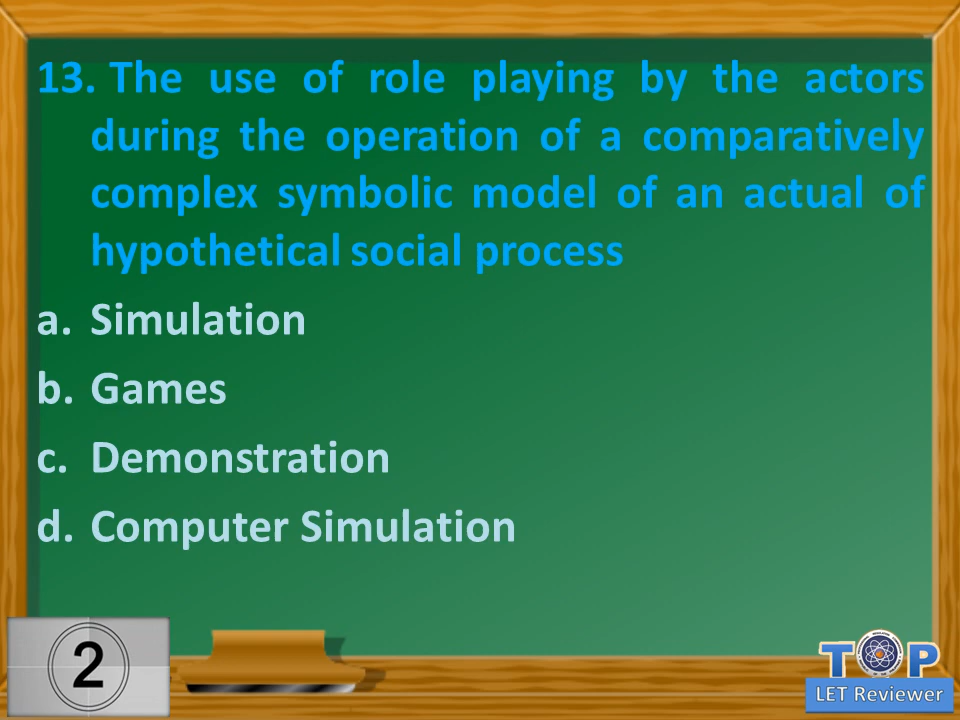 13. The use of role playing by the actors
during the operation of a comparatively
complex symbolic model of an actual of
hypothetical social process
a. Simulation
b. Games
c. Demonstration
d. Computer Simulation
2
TOP
LET Reviewer